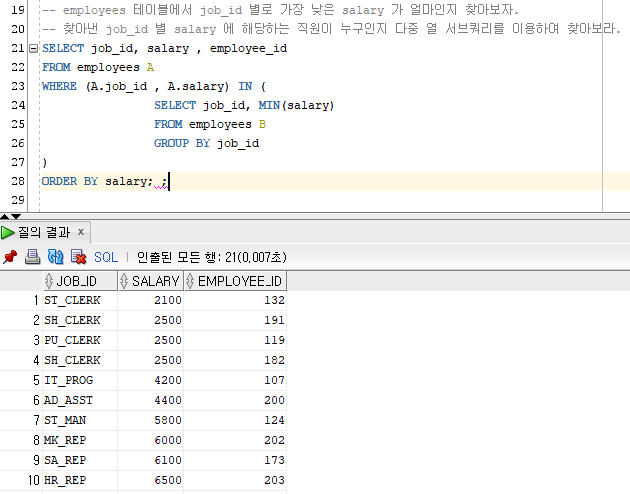 19 -- employees 테이블에서 job_id 별로 가장 낮은 salary 가 얼마인지 찾아보자.
20 -- 찾아낸 job_id 별 salary 에 해당하는 직원이 누구인지 다중 열 서브쿼리를 이용하여 찾아보라.
21 SELECT job_id, salary , employee_id
22 FROM employees A
23 WHERE (A.job_id , A.salary) IN (
24 SELECT job_id, MIN(salary)
25 FROM employees B
26 GROUP BY job_id
27 )
28 ORDER BY salary; ;
29
질의 결과 x
SQL | 인출된 모든 행: 21(0,007초)
JOB_ID SALARY EMPLOYEE_ID
1 ST_CLERK 2100 132
2 SH_CLERK 2500 191
3 PU_CLERK 2500 119
4 SH_CLERK 2500 182
5 IT_PROG 4200 107
6 AD_ASST 4400 200
7 ST_MAN 5800 124
8 MK_REP 6000 202
9 SA_REP 6100 173
10 HR_REP 6500 203